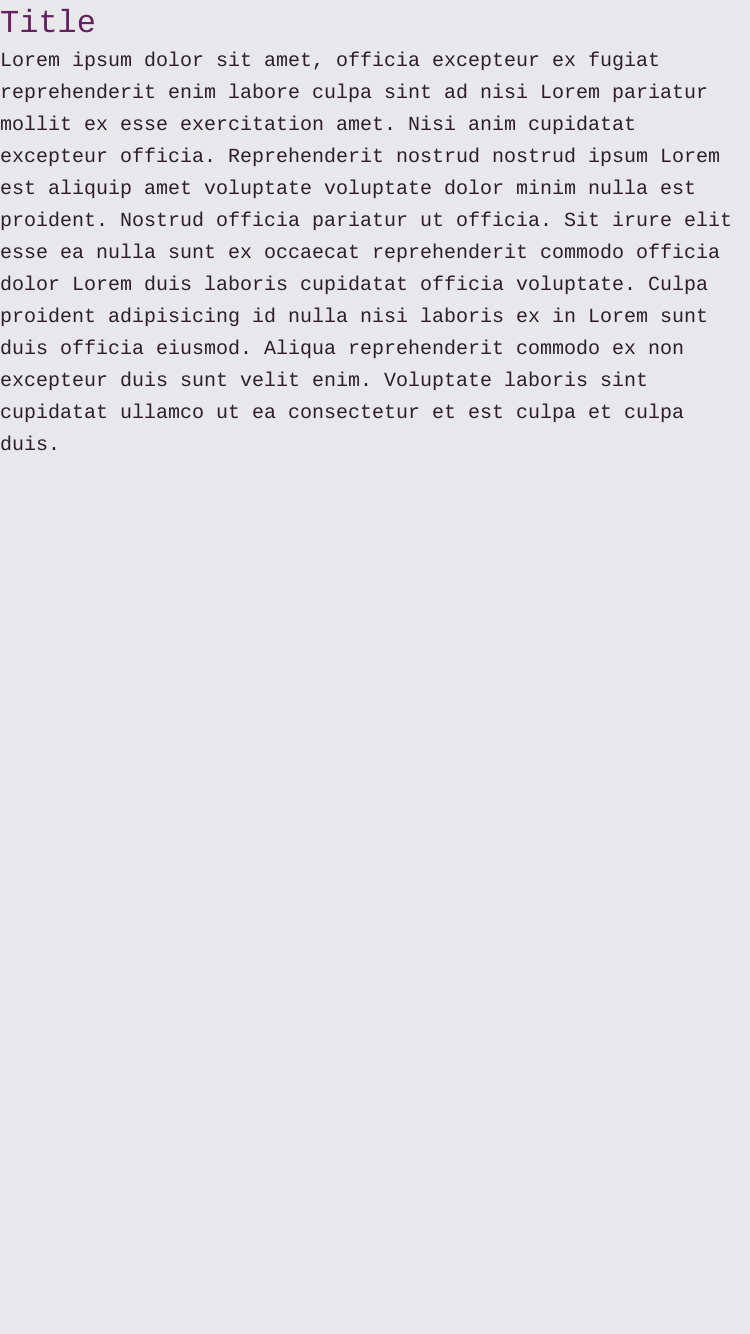 Title
Lorem ipsum dolor sit amet, officia excepteur ex fugiat
reprehenderit enim labore culpa sint ad nisi Lorem pariatur
mollit ex esse exercitation amet. Nisi anim cupidatat
excepteur officia. Reprehenderit nostrud nostrud ipsum Lorem
est aliquip amet voluptate voluptate dolor minim nulla est
proident. Nostrud officia pariatur ut officia. Sit irure elit
esse ea nulla sunt ex occaecat reprehenderit commodo officia
dolor Lorem duis laboris cupidatat officia voluptate. Culpa
proident adipisicing id nulla nisi laboris ex in Lorem sunt
duis officia eiusmod. Aliqua reprehenderit commodo ex non
excepteur duis sunt velit enim. Voluptate laboris sint
cupidatat ullamco ut ea consectetur et est culpa et culpa
duis.